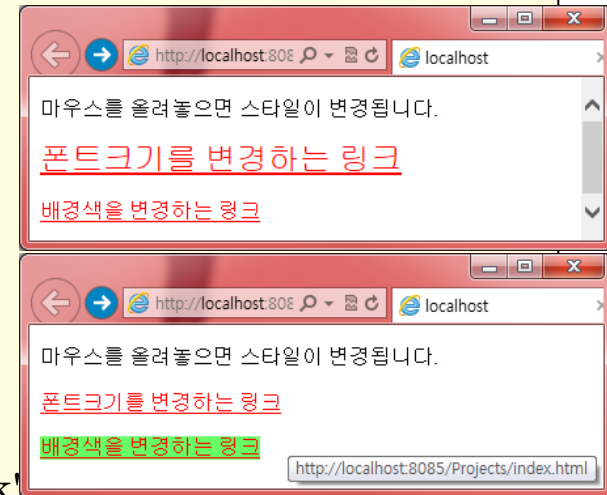 http://localhost:808
localhost
마우스를 올려놓으면 스타일이 변경됩니다.
폰트크기를 변경하는 링크
배경색을 변경하는 링크
http://localhost:808
localhost
마우스를 올려놓으면 스타일이 변경됩니다.
폰트크기를 변경하는 링크
배경색을 변경하는 링크
http://localhost:8085/Projects/index.html